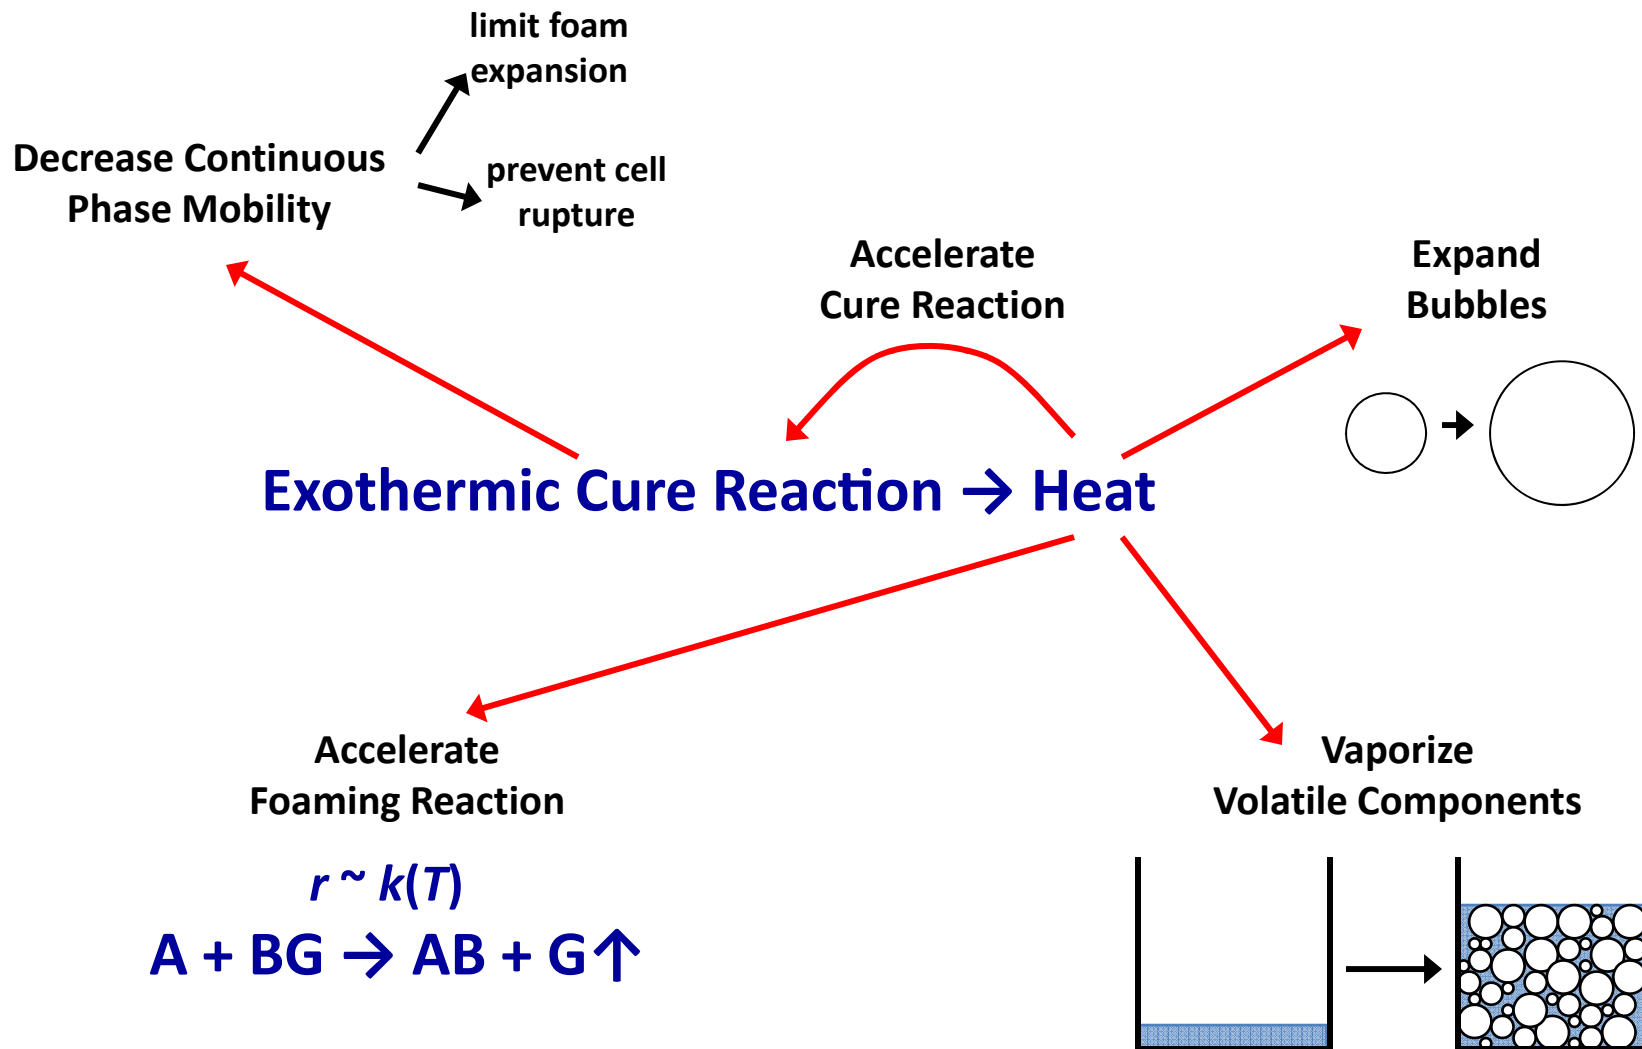 limit foam
expansion
Decrease Continuous
Phase Mobility
prevent cell
rupture
Accelerate
Cure Reaction
Expand
Bubbles
Exothermic Cure Reaction → Heat
Accelerate
Foaming Reaction
r ~ k(T)
A + BG → AB + G↑
Vaporize
Volatile Components